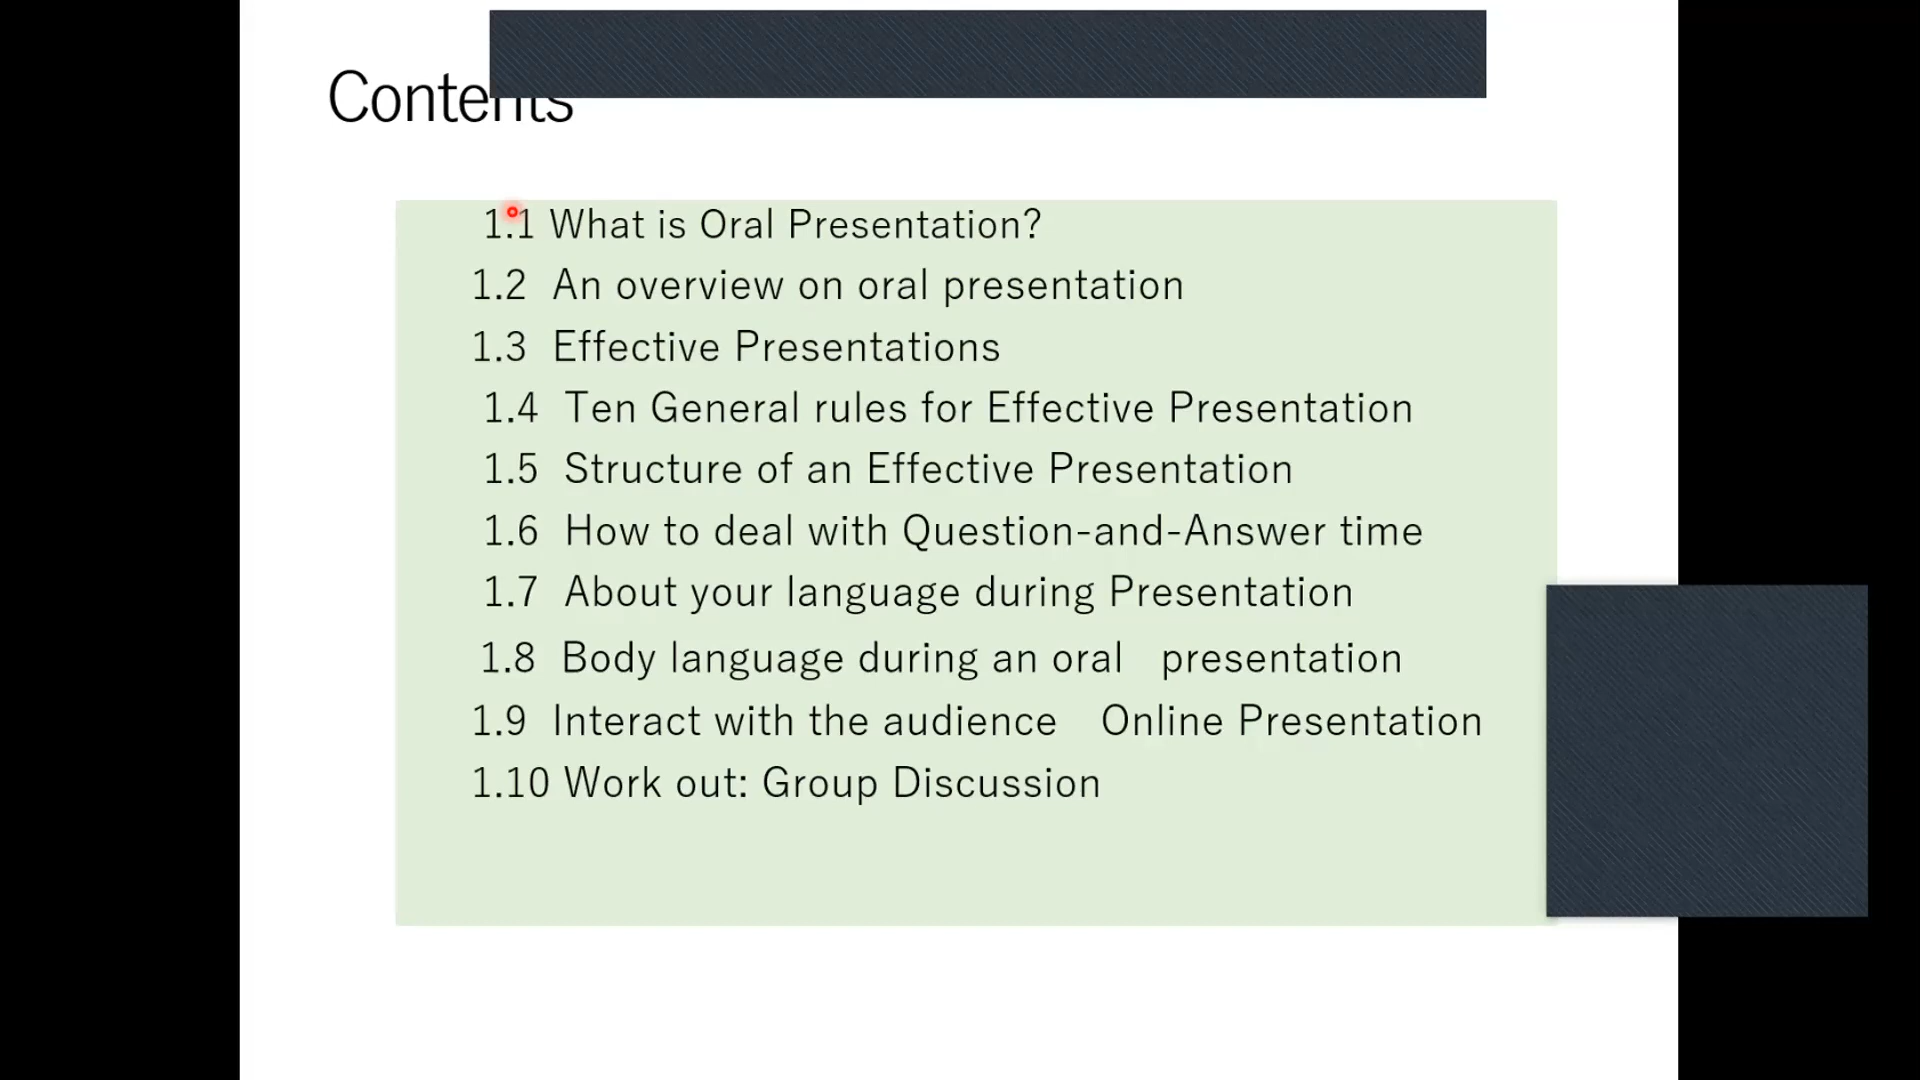 Contents
1.1 What is Oral Presentation?
1.2 An overview on oral presentation
1.3 Effective Presentations
1.4 Ten General rules for Effective Presentation
1.5 Structure of an Effective Presentation
1.6 How to deal with Question-and-Answer time
1.7 About your language during Presentation
1.8 Body language during an oral presentation
1.9 Interact with the audience Online Presentation
1.10 Work out: Group Discussion